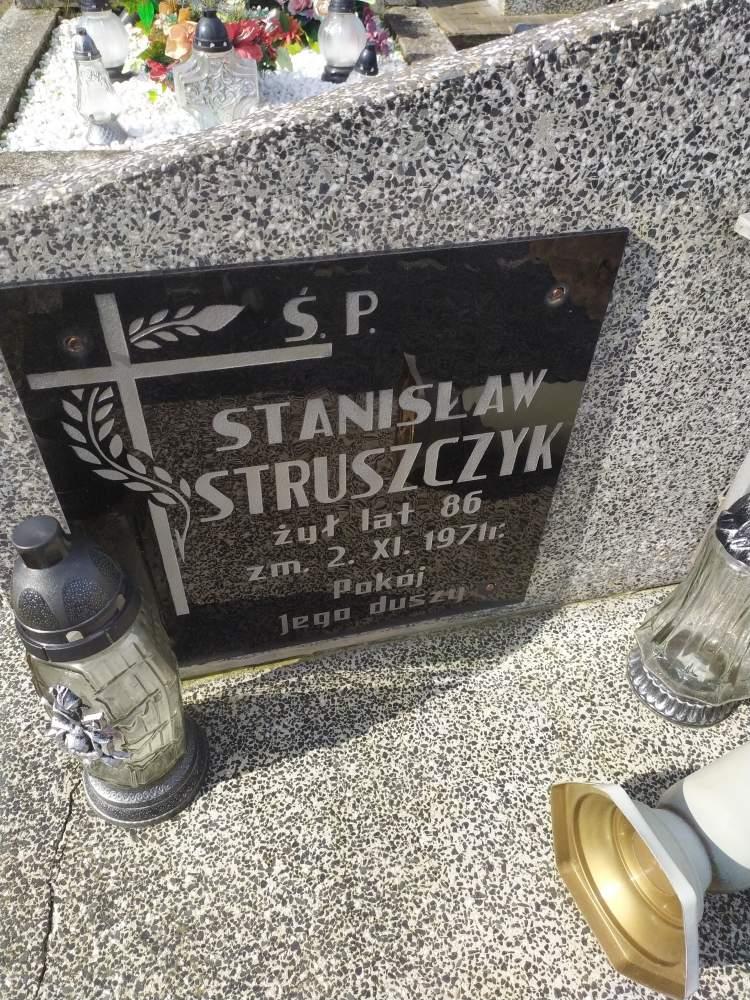 Ś. P.
STANISŁAW
STRUSZCZYK
żył lat 86
zm. 2. XI. 1971r.
Pokój
Jego duszy